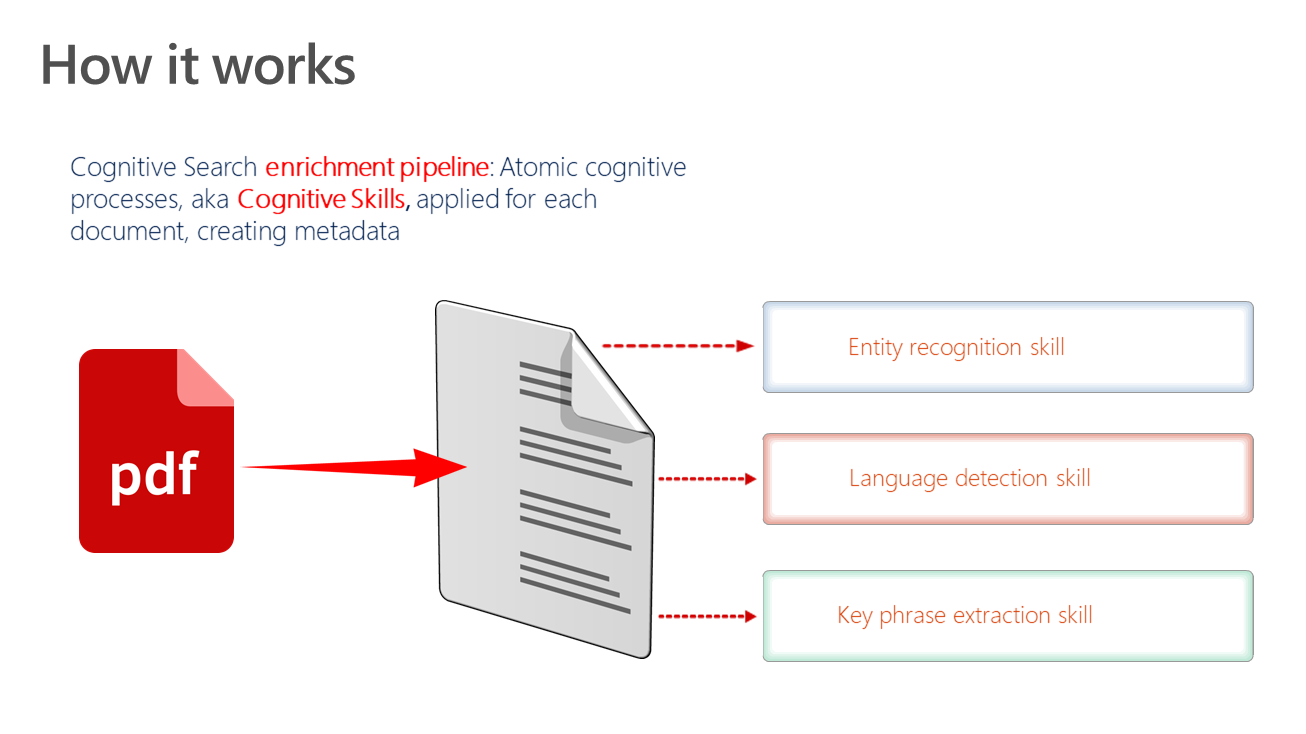 How it works
Cognitive Search enrichment pipeline: Atomic cognitive
processes, aka Cognitive Skills, applied for each
document, creating metadata
pdf
Entity recognition skill
Language detection skill
Key phrase extraction skill